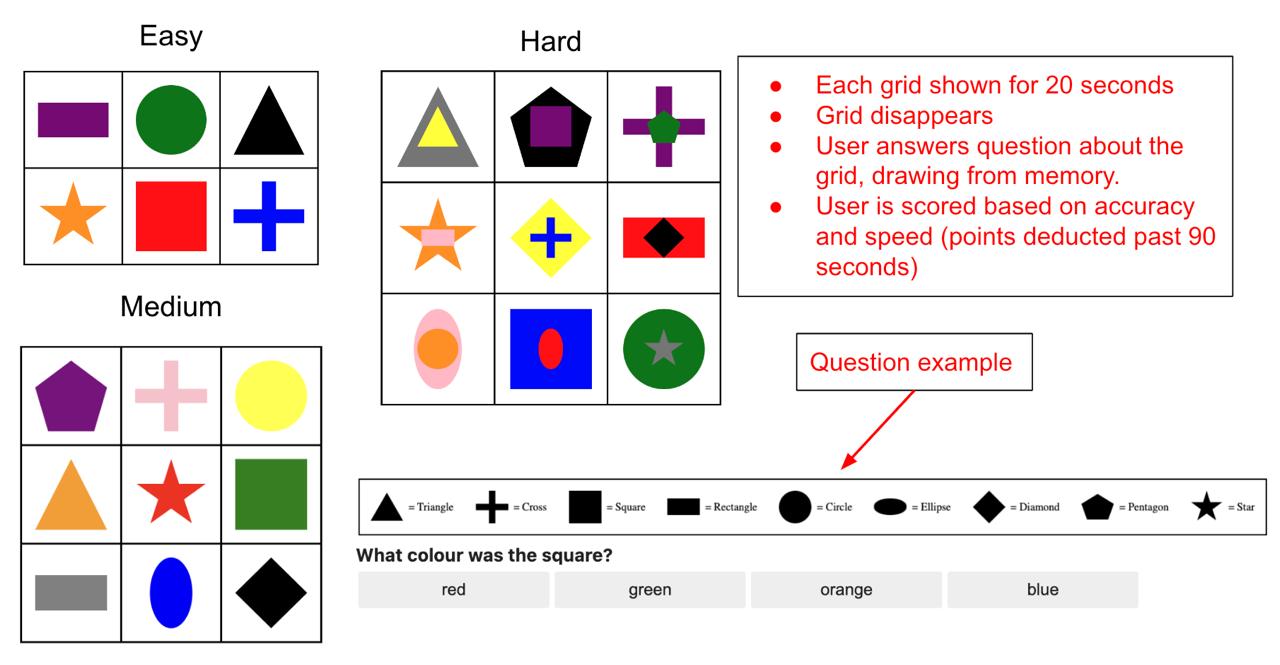 Easy
Hard
● Each grid shown for 20 seconds
● Grid disappears
● User answers question about the
grid, drawing from memory.
● User is scored based on accuracy
and speed (points deducted past 90
seconds)
Medium
Question example
= Triangle = Cross = Square = Rectangle = Circle = Ellipse = Diamond = Pentagon = Star
What colour was the square?
red green orange blue